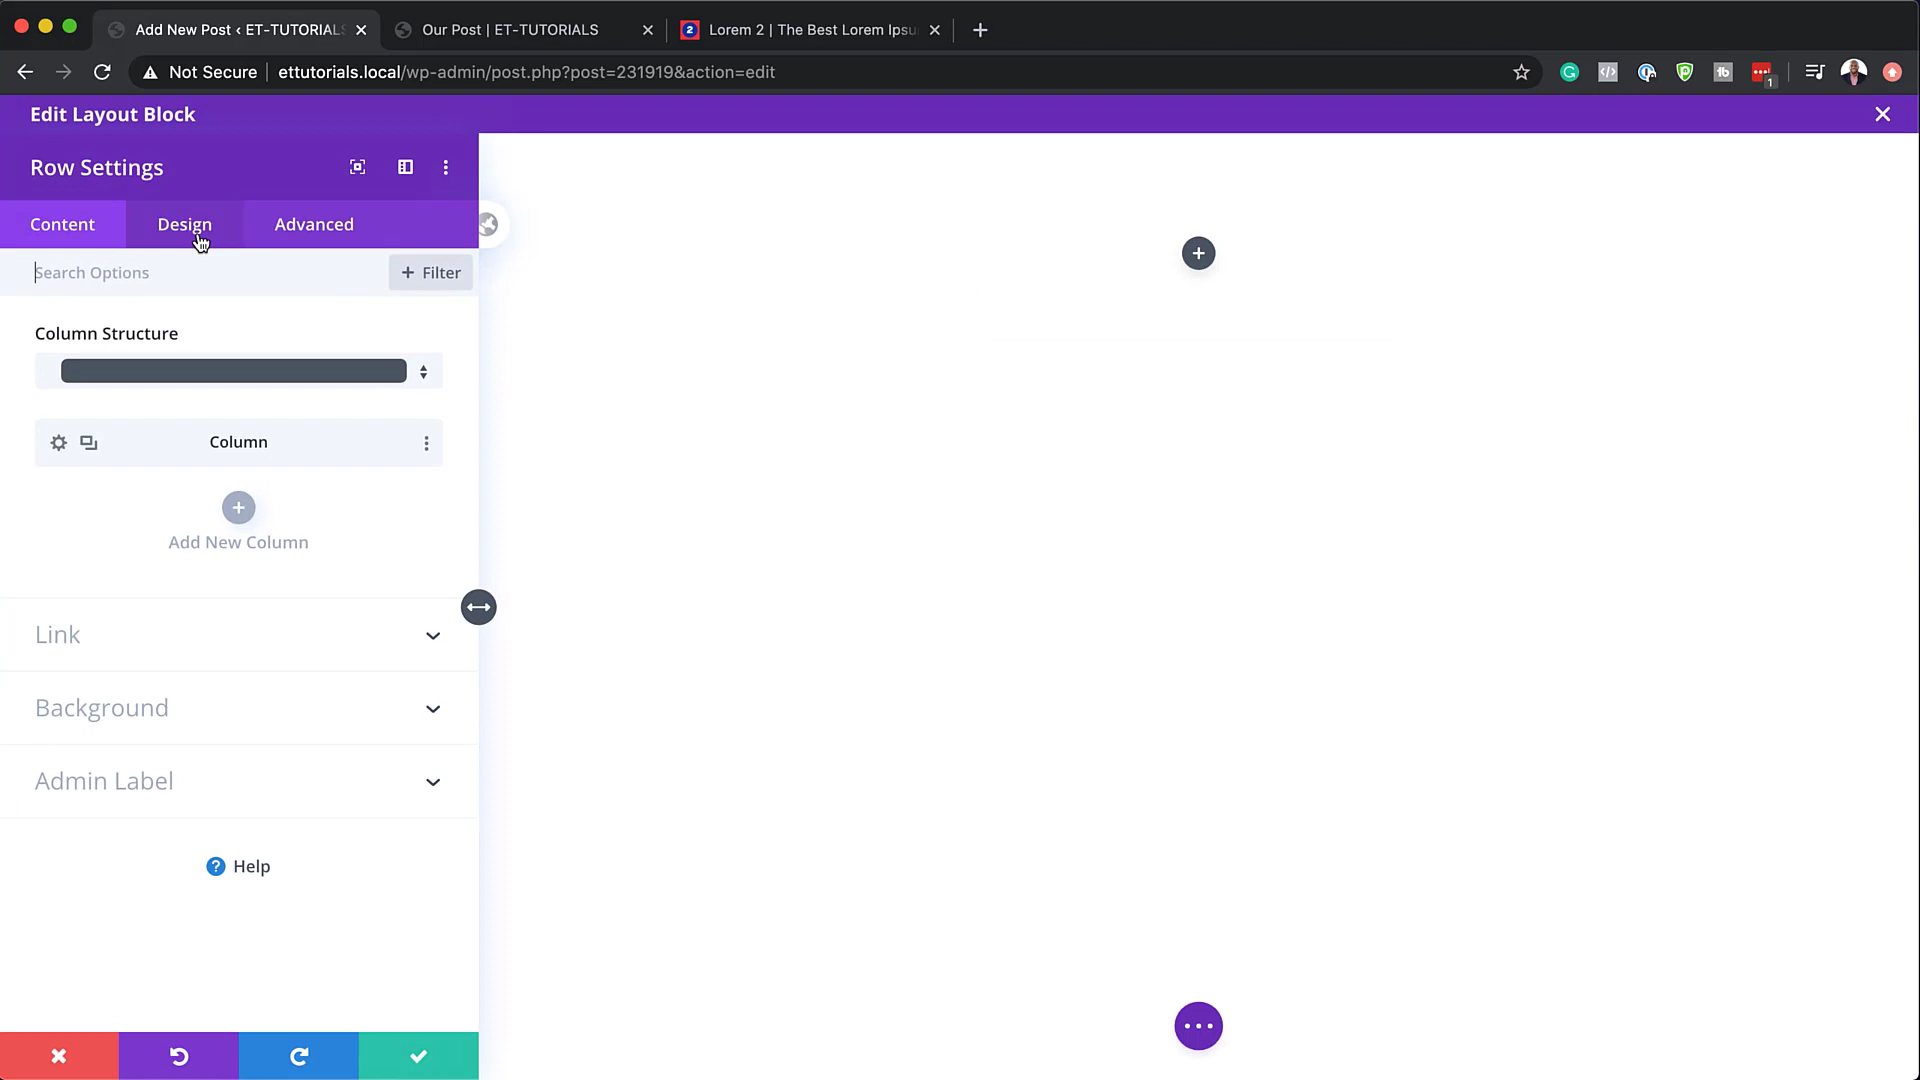 Add New Post ‹ ET-TUTORIALS
Our Post | ET-TUTORIALS
2 Lorem 2 | The Best Lorem Ipsu
Not Secure
ettutorials.local/wp-admin/post.php?post=231919&action=edit
1
Edit Layout Block
Row Settings
Content
Design
Advanced
Search Options
+ Filter
Column Structure
Column
Add New Column
Link
Background
Admin Label
? Help